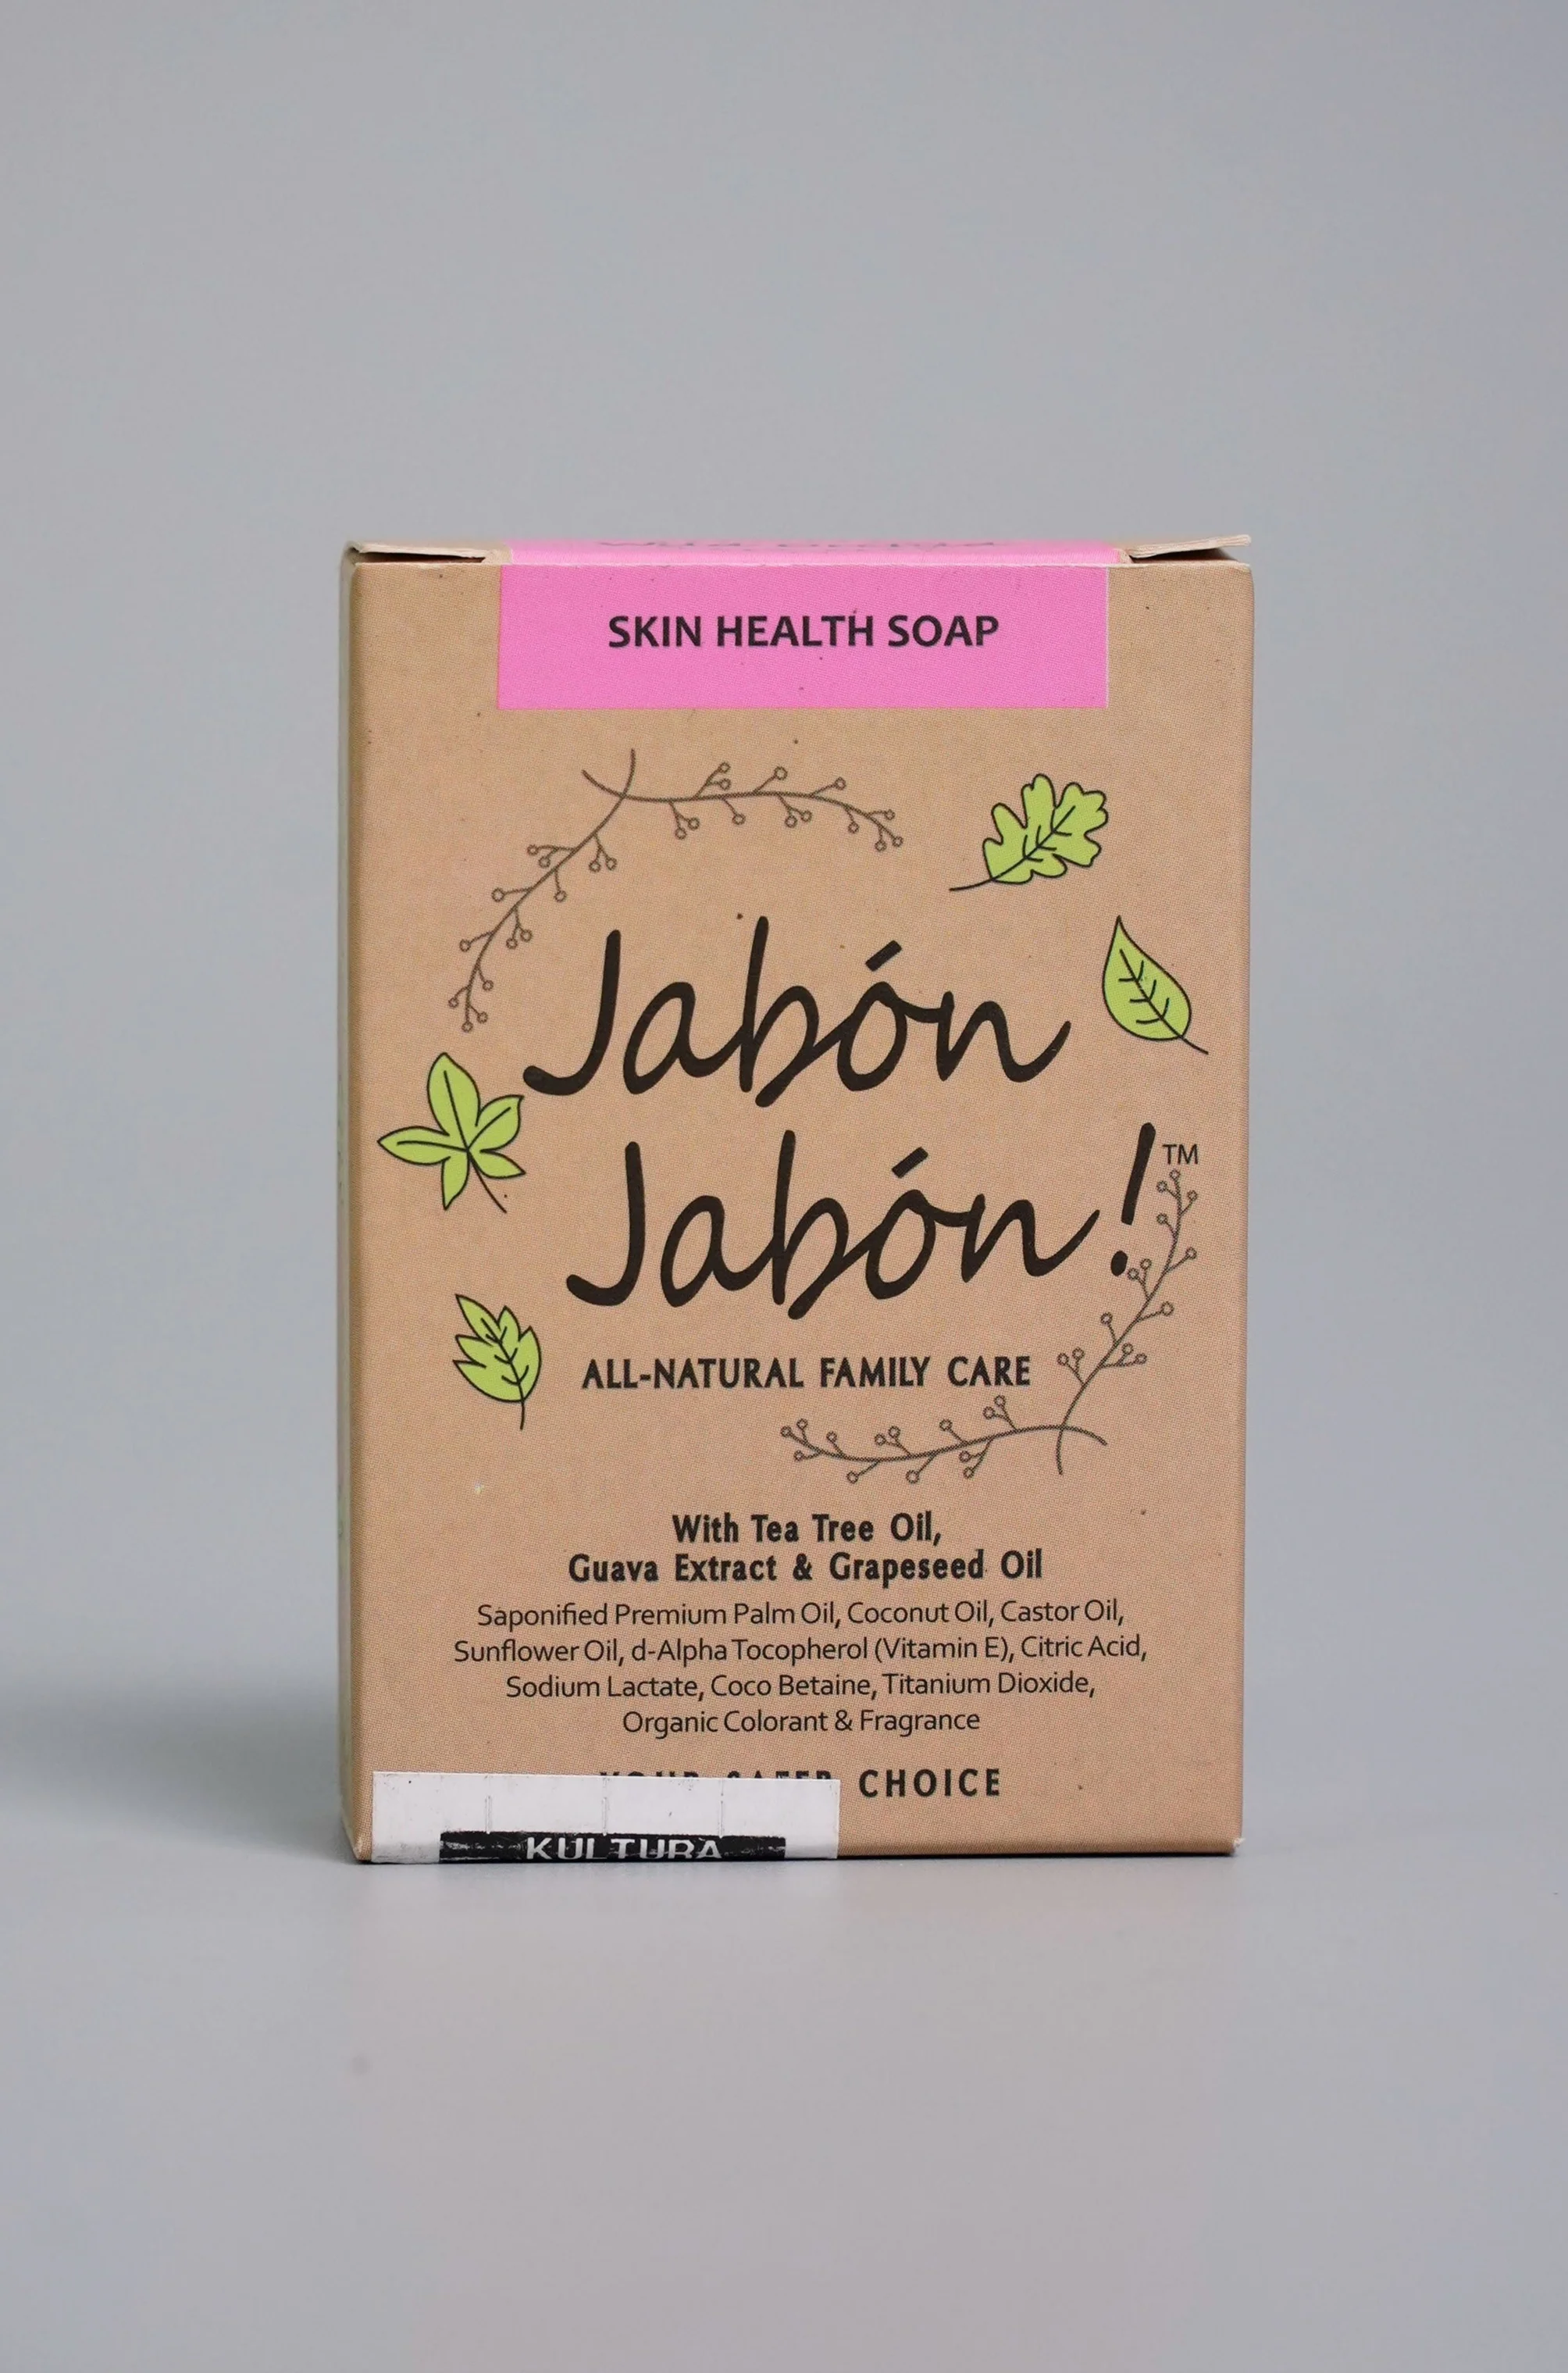 SKIN HEALTH SOAP
Jabón
Jabón!™
ALL-NATURAL FAMILY CARE
With Tea Tree Oil,
Guava Extract & Grapeseed Oil
Saponified Premium Palm Oil, Coconut Oil, Castor Oil,
Sunflower Oil, d-Alpha Tocopherol (Vitamin E), Citric Acid,
Sodium Lactate, Coco Betaine, Titanium Dioxide,
Organic Colorant & Fragrance
YOUR SAFER CHOICE
KULTURA